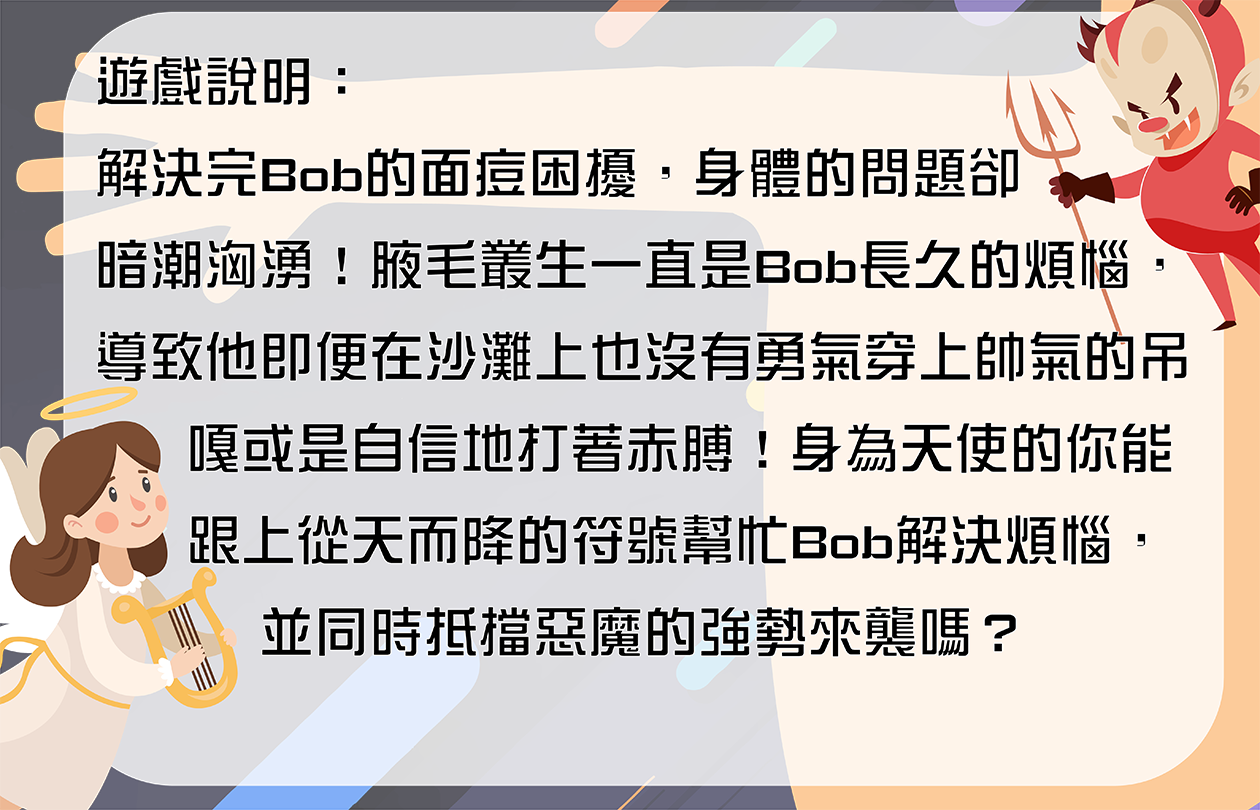 遊戲說明：
解決完Bob的面痘困擾，身體的問題卻
暗潮洶湧！腋毛叢生一直是Bob長久的煩惱，
導致他即便在沙灘上也沒有勇氣穿上帥氣的吊
嘎或是自信地打著赤膊！身為天使的你能
跟上從天而降的符號幫忙Bob解決煩惱，
並同時抵擋惡魔的強勢來襲嗎？